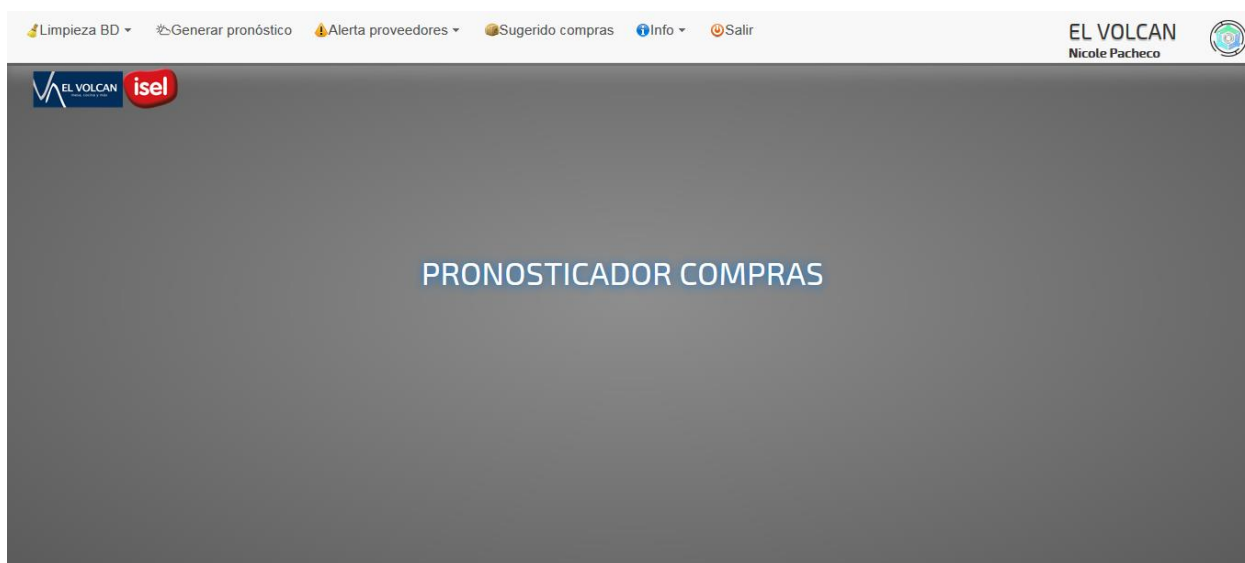 Limpieza BD
Generar pronóstico
Alerta proveedores
Sugerido compras
Info
Salir
EL VOLCAN
Nicole Pacheco
EL VOLCAN
isel
PRONOSTICADOR COMPRAS